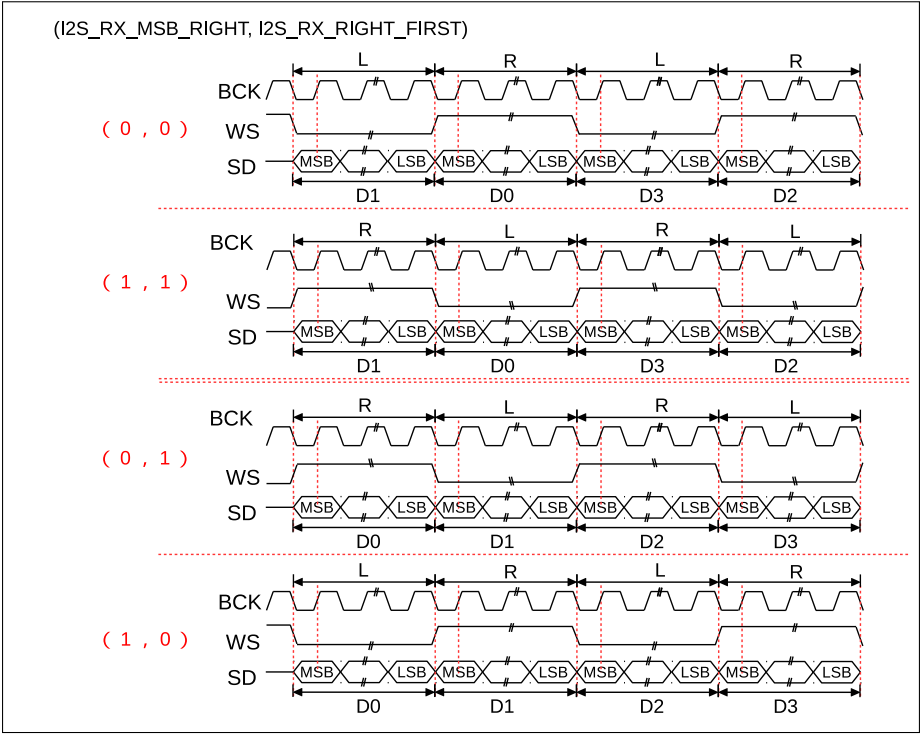 (I2S_RX_MSB_RIGHT, I2S_RX_RIGHT_FIRST)
L R L R
BCK
( 0 , 0 )
WS
SD MSB LSB MSB LSB MSB LSB MSB LSB
D1 D0 D3 D2
R L R L
BCK
( 1 , 1 )
WS
SD MSB LSB MSB LSB MSB LSB MSB LSB
D1 D0 D3 D2
R L R L
BCK
( 0 , 1 )
WS
SD MSB LSB MSB LSB MSB LSB MSB LSB
D0 D1 D2 D3
L R L R
BCK
( 1 , 0 )
WS
SD MSB LSB MSB LSB MSB LSB MSB LSB
D0 D1 D2 D3